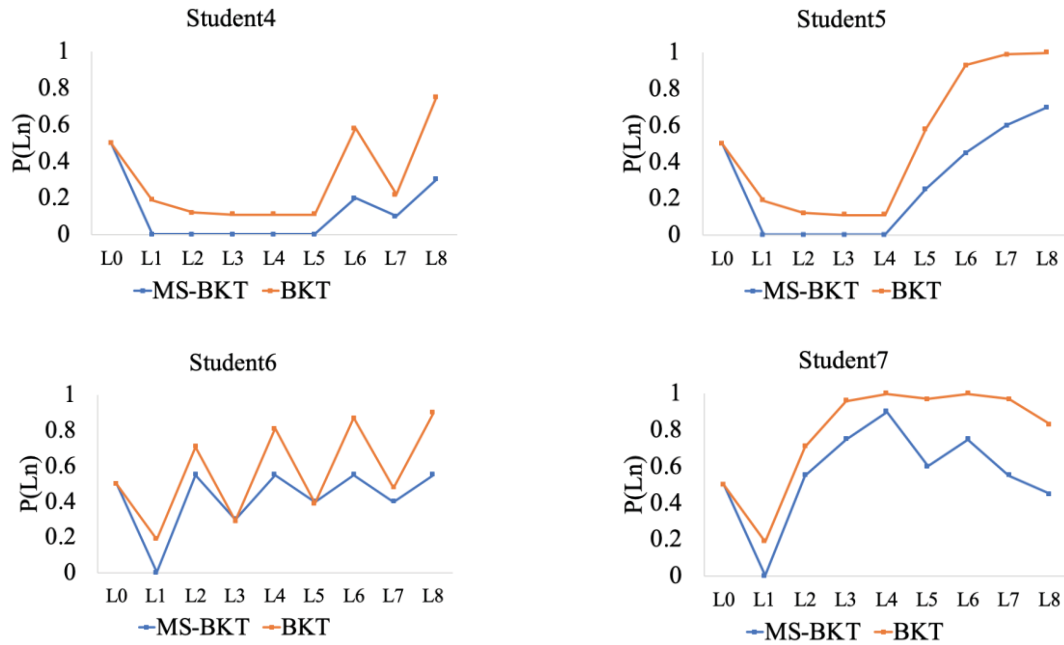 Student4
1
0.8
0.6
0.4
0.2
0
P(Ln)
L0 L1 L2 L3 L4 L5 L6 L7 L8
MS-BKT BKT
Student5
1
0.8
0.6
0.4
0.2
0
P(Ln)
L0 L1 L2 L3 L4 L5 L6 L7 L8
MS-BKT BKT
Student6
1
0.8
0.6
0.4
0.2
0
P(Ln)
L0 L1 L2 L3 L4 L5 L6 L7 L8
MS-BKT BKT
Student7
1
0.8
0.6
0.4
0.2
0
P(Ln)
L0 L1 L2 L3 L4 L5 L6 L7 L8
MS-BKT BKT